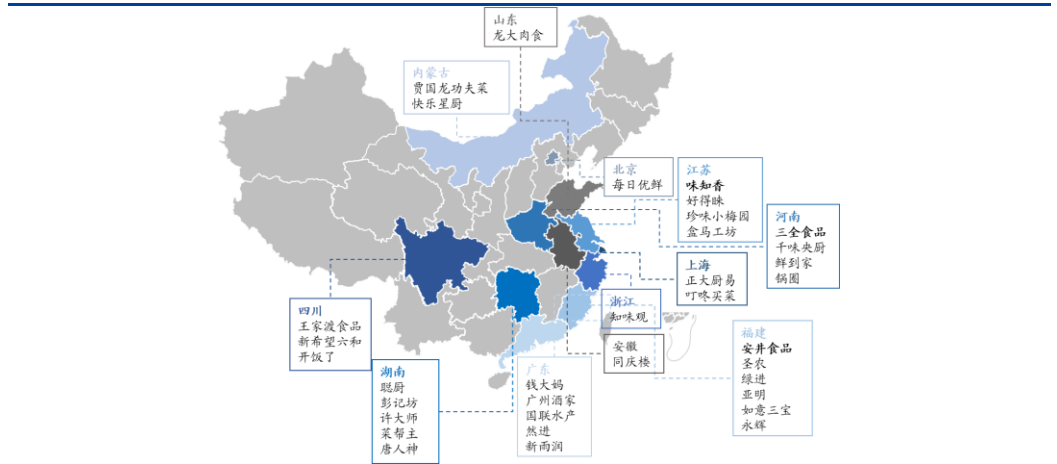 山东
龙大肉食
内蒙古
贾国龙功夫菜
快乐星厨
北京
每日优鲜
江苏
味知香
好得睐
珍味小梅园
盒马工坊
河南
三全食品
千味央厨
鲜到家
锅圈
上海
正大厨易
叮咚买菜
浙江
知味观
四川
王家渡食品
新希望六和
开饭了
安徽
同庆楼
福建
安井食品
圣农
绿进
亚明
如意三宝
永辉
湖南
聪厨
彭记坊
许大师
菜帮主
唐人神
广东
钱大妈
广州酒家
国联水产
然进
新雨润